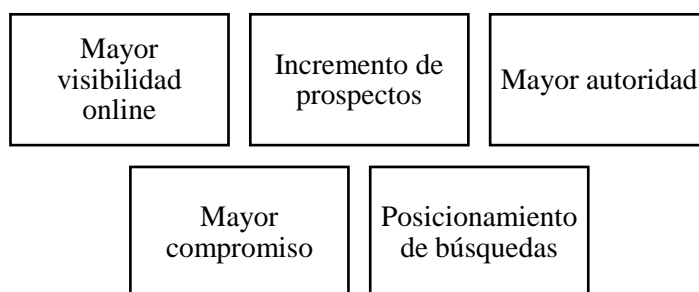 Mayor
visibilidad
online
Incremento de
prospectos
Mayor autoridad
Mayor
compromiso
Posicionamiento
de búsquedas